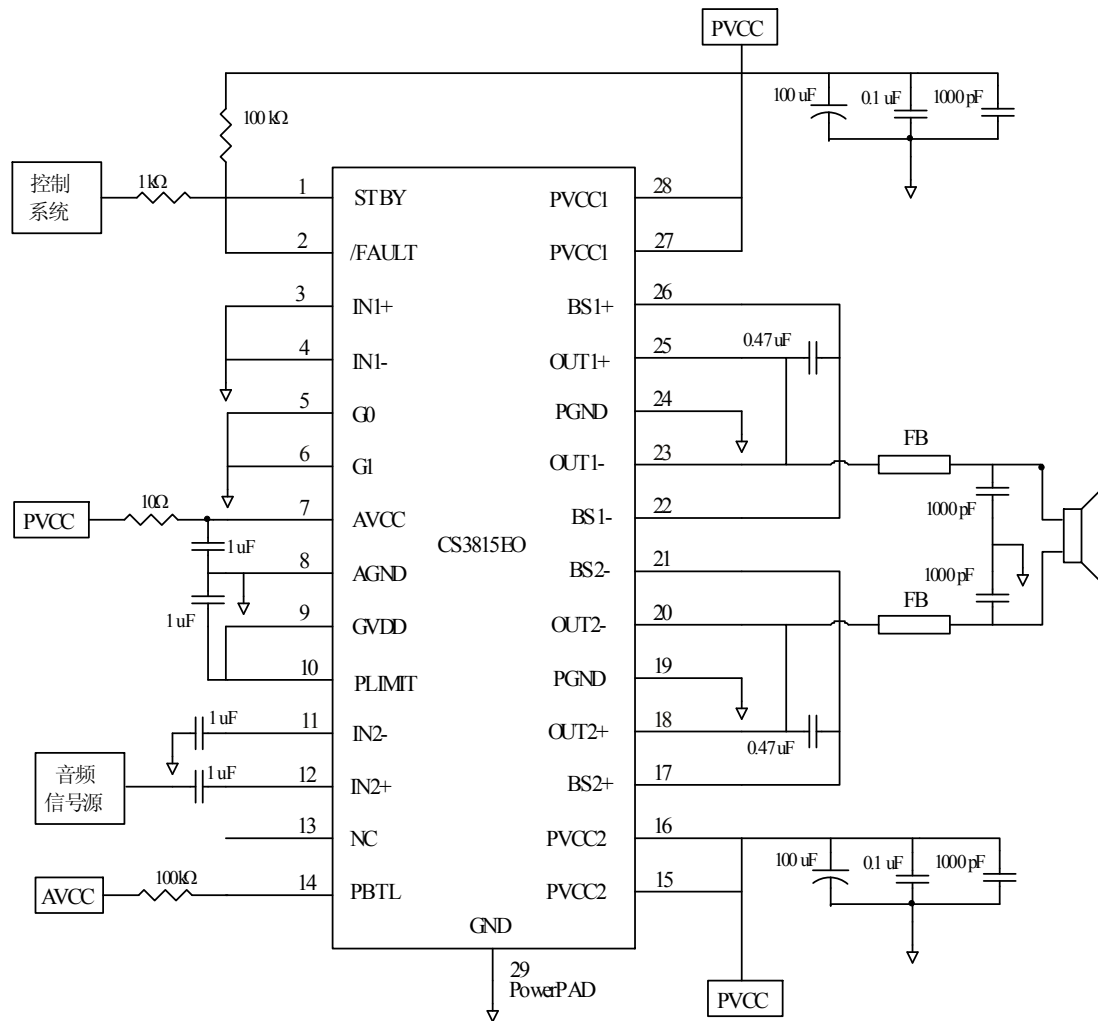 PVCC
100 uF
0.1 uF
1000 pF
100 kΩ
控制
系统
1 kΩ
1
STBY
PVCC1
28
2
/FAULT
PVCC1
27
3
IN1+
BS1+
26
4
IN1-
OUT1+
25
0.47 uF
5
G0
PGND
24
6
G1
OUT1-
23
FB
PVCC
10Ω
7
AVCC
BS1-
22
1000 pF
1 uF
CS3815EO
8
AGND
BS2-
21
1000 pF
1 uF
9
GVDD
OUT2-
20
FB
10
PLIMIT
PGND
19
1 uF
11
IN2-
OUT2+
18
0.47 uF
音频
信号源
1 uF
12
IN2+
BS2+
17
13
NC
PVCC2
16
100 uF
0.1 uF
1000 pF
AVCC
100kΩ
14
PBTL
PVCC2
15
GND
29
PowerPAD
PVCC